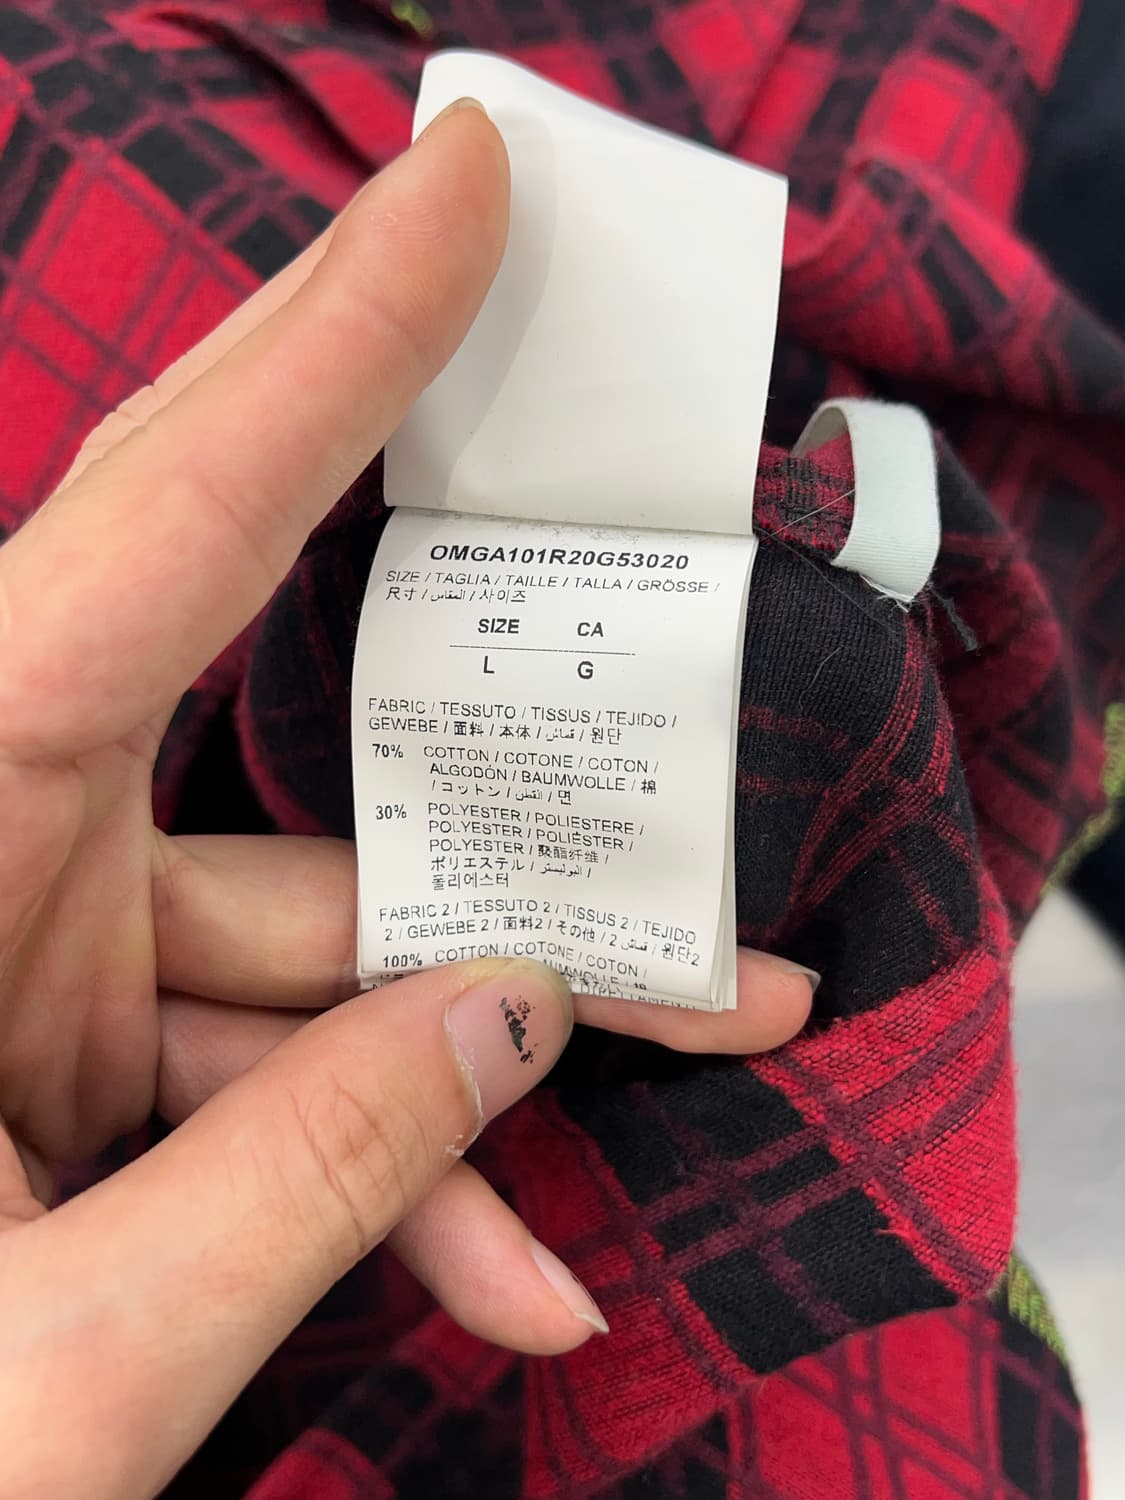 OMGA101R20G53020
SIZE / TAGLIA / TAILLE / TALLA / GRÖSSE /
尺寸 / المقاس / 사이즈
SIZE CA
L G
FABRIC / TESSUTO / TISSUS / TEJIDO /
GEWEBE / 面料 / 本体 / قماش / 원단
70% COTTON / COTONE / COTON /
ALGODÓN / BAUMWOLLE / 棉
/ コットン / القطن / 면
30% POLYESTER / POLIESTERE /
POLYESTER / POLIÉSTER /
POLYESTER / 聚酯纤维 /
ポリエステル / البوليستر /
폴리에스터
FABRIC 2 / TESSUTO 2 / TISSUS 2 / TEJIDO
2 / GEWEBE 2 / 面料2 / その他 / 2 قماش / 원단2
100% COTTON / COTONE / COTON /